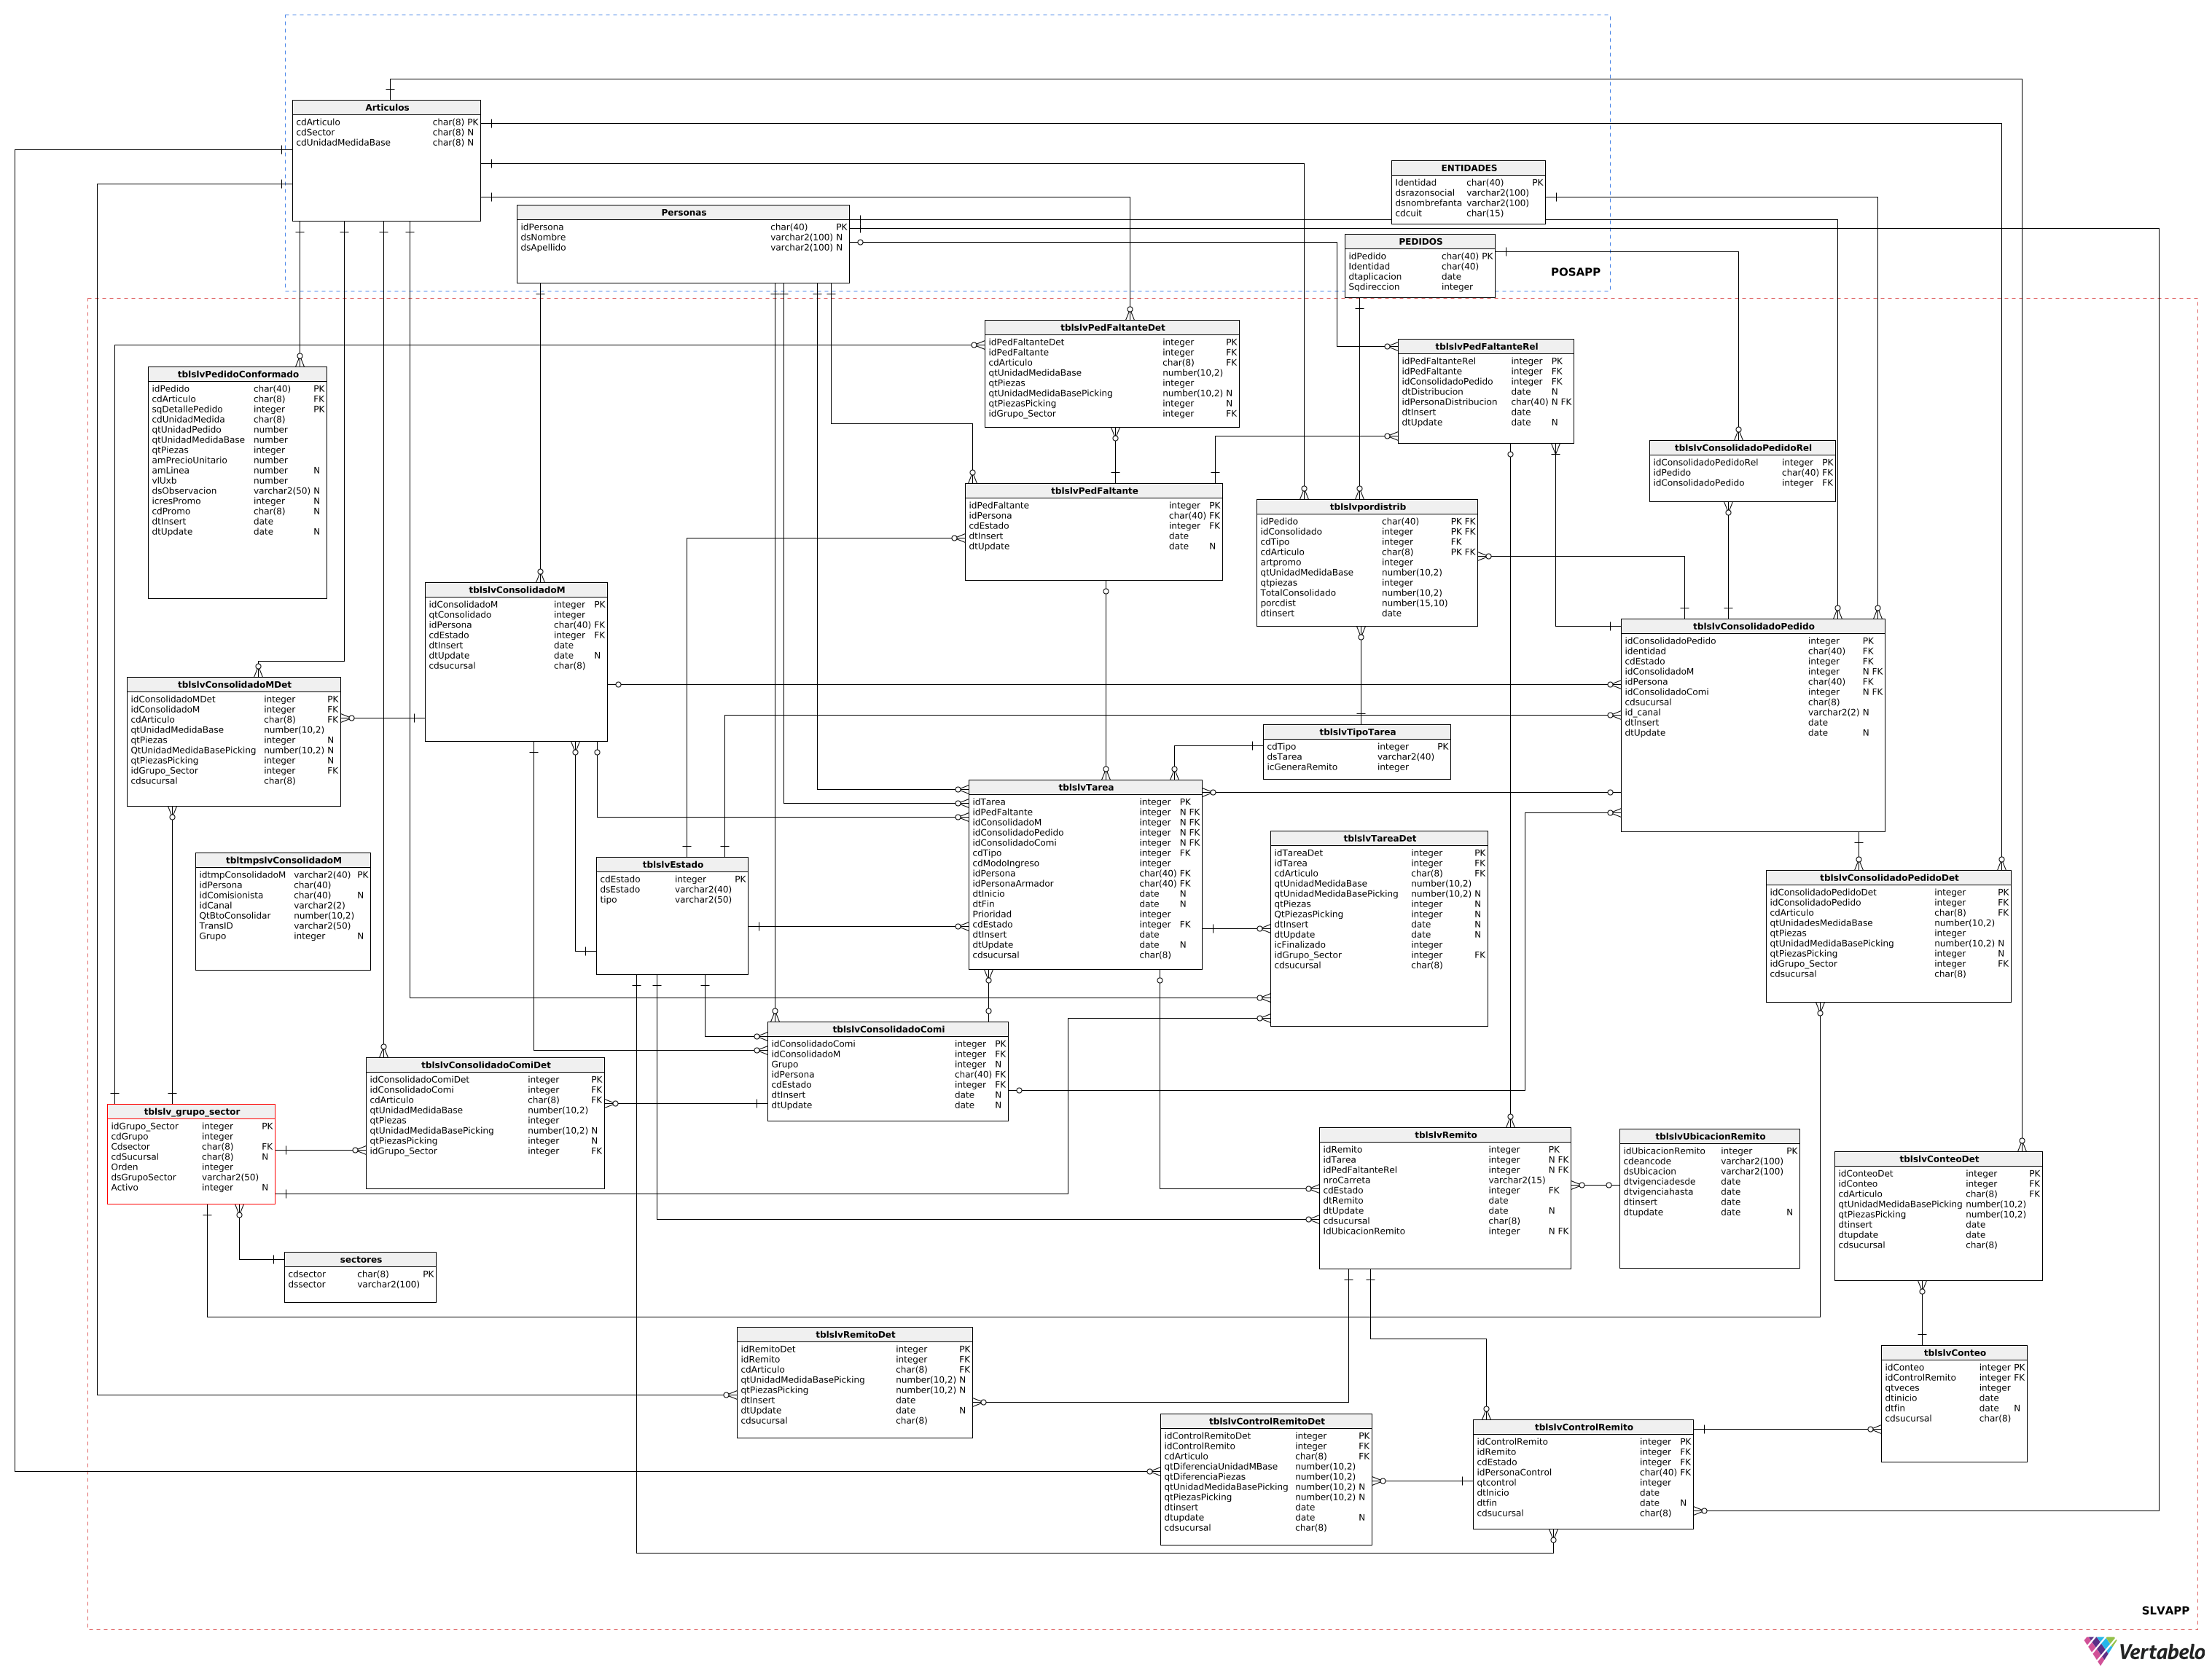 Articulos
cdArticulo char(8) PK
cdSector char(8) N
cdUnidadMedidaBase char(8) N
ENTIDADES
Identidad char(40) PK
dsrazonsocial varchar2(100)
dsnombrefanta varchar2(100)
cdcuit char(15)
Personas
idPersona char(40) PK
dsNombre varchar2(100) N
dsApellido varchar2(100) N
PEDIDOS
idPedido char(40) PK
Identidad char(40)
dtaplicacion date
Sqdireccion integer
POSAPP
tblslvPedFaltanteDet
idPedFaltanteDet integer PK
idPedFaltante integer FK
cdArticulo char(8) FK
qtUnidadMedidaBase number(10,2)
qtPiezas integer
qtUnidadMedidaBasePicking number(10,2) N
qtPiezasPicking integer N
idGrupo_Sector integer FK
tblslvPedFaltanteRel
idPedFaltanteRel integer PK
idPedFaltante integer FK
idConsolidadoPedido integer FK
dtDistribucion date N
idPersonaDistribucion char(40) N FK
dtInsert date
dtUpdate date N
tblslvPedidoConformado
idPedido char(40) PK
cdArticulo char(8) FK
sqDetallePedido integer PK
cdUnidadMedida char(8)
qtUnidadPedido number
qtUnidadMedidaBase number
qtPiezas integer
amPrecioUnitario number
amLinea number N
vlUxb number
dsObservacion varchar2(50) N
icresPromo integer N
cdPromo char(8) N
dtInsert date
dtUpdate date N
tblslvConsolidadoPedidoRel
idConsolidadoPedidoRel integer PK
idPedido char(40) FK
idConsolidadoPedido integer FK
tblslvPedFaltante
idPedFaltante integer PK
idPersona char(40) FK
cdEstado integer FK
dtInsert date
dtUpdate date N
tblslvpordistrib
idPedido char(40) PK FK
idConsolidado integer PK FK
cdTipo integer FK
cdArticulo char(8) PK FK
artpromo integer
qtUnidadMedidaBase number(10,2)
qtpiezas integer
TotalConsolidado number(10,2)
porcdist number(15,10)
dtinsert date
tblslvConsolidadoM
idConsolidadoM integer PK
qtConsolidado integer
idPersona char(40) FK
cdEstado integer FK
dtInsert date
dtUpdate date N
cdsucursal char(8)
tblslvConsolidadoPedido
idConsolidadoPedido integer PK
identidad char(40) FK
cdEstado integer FK
idConsolidadoM integer N FK
idPersona char(40) FK
idConsolidadoComi integer N FK
cdsucursal char(8)
id_canal varchar2(2) N
dtInsert date
dtUpdate date N
tblslvConsolidadoMDet
idConsolidadoMDet integer PK
idConsolidadoM integer FK
cdArticulo char(8) FK
qtUnidadMedidaBase number(10,2)
qtPiezas integer N
QtUnidadMedidaBasePicking number(10,2) N
qtPiezasPicking integer N
idGrupo_Sector integer FK
cdsucursal char(8)
tblslvTipoTarea
cdTipo integer PK
dsTarea varchar2(40)
icGeneraRemito integer
tblslvTarea
idTarea integer PK
idPedFaltante integer N FK
idConsolidadoM integer N FK
idConsolidadoPedido integer N FK
idConsolidadoComi integer N FK
cdTipo integer FK
cdModoIngreso integer
idPersona char(40) FK
idPersonaArmador char(40) FK
dtInicio date N
dtFin date N
Prioridad integer
cdEstado integer FK
dtInsert date
dtUpdate date N
cdsucursal char(8)
tblslvTareaDet
idTareaDet integer PK
idTarea integer FK
cdArticulo char(8) FK
qtUnidadMedidaBase number(10,2)
qtUnidadMedidaBasePicking number(10,2) N
qtPiezas integer N
QtPiezasPicking integer N
dtInsert date N
dtUpdate date N
icFinalizado integer
idGrupo_Sector integer FK
cdsucursal char(8)
tbltmpslvConsolidadoM
idtmpConsolidadoM varchar2(40) PK
idPersona char(40)
idComisionista char(40) N
idCanal varchar2(2)
QtBtoConsolidar number(10,2)
TransID varchar2(50)
Grupo integer N
tblslvEstado
cdEstado integer PK
dsEstado varchar2(40)
tipo varchar2(50)
tblslvConsolidadoPedidoDet
idConsolidadoPedidoDet integer PK
idConsolidadoPedido integer FK
cdArticulo char(8) FK
qtUnidadesMedidaBase number(10,2)
qtPiezas integer
qtUnidadMedidaBasePicking number(10,2) N
qtPiezasPicking integer N
idGrupo_Sector integer FK
cdsucursal char(8)
tblslvConsolidadoComi
idConsolidadoComi integer PK
idConsolidadoM integer FK
Grupo integer N
idPersona char(40) FK
cdEstado integer FK
dtInsert date N
dtUpdate date N
tblslvConsolidadoComiDet
idConsolidadoComiDet integer PK
idConsolidadoComi integer FK
cdArticulo char(8) FK
qtUnidadMedidaBase number(10,2)
qtPiezas integer
qtUnidadMedidaBasePicking number(10,2) N
qtPiezasPicking integer N
idGrupo_Sector integer FK
tblslv_grupo_sector
idGrupo_Sector integer PK
cdGrupo integer
Cdsector char(8) FK
cdSucursal char(8) N
Orden integer
dsGrupoSector varchar2(50)
Activo integer N
tblslvRemito
idRemito integer PK
idTarea integer N FK
idPedFaltanteRel integer N FK
nroCarreta varchar2(15)
cdEstado integer FK
dtRemito date
dtUpdate date N
cdsucursal char(8)
IdUbicacionRemito integer N FK
tblslvUbicacionRemito
idUbicacionRemito integer PK
cdeancode varchar2(100)
dsUbicacion varchar2(100)
dtvigenciadesde date
dtvigenciahasta date
dtinsert date
dtupdate date N
tblslvConteoDet
idConteoDet integer PK
idConteo integer FK
cdArticulo char(8) FK
qtUnidadMedidaBasePicking number(10,2)
qtPiezasPicking number(10,2)
dtinsert date
dtupdate date
cdsucursal char(8)
sectores
cdsector char(8) PK
dssector varchar2(100)
tblslvRemitoDet
idRemitoDet integer PK
idRemito integer FK
cdArticulo char(8) FK
qtUnidadMedidaBasePicking number(10,2) N
qtPiezasPicking number(10,2) N
dtInsert date
dtUpdate date N
cdsucursal char(8)
tblslvConteo
idConteo integer PK
idControlRemito integer FK
qtveces integer
dtinicio date
dtfin date N
cdsucursal char(8)
tblslvControlRemitoDet
idControlRemitoDet integer PK
idControlRemito integer FK
cdArticulo char(8) FK
qtDiferenciaUnidadMBase number(10,2)
qtDiferenciaPiezas number(10,2)
qtUnidadMedidaBasePicking number(10,2) N
qtPiezasPicking number(10,2) N
dtinsert date
dtupdate date N
cdsucursal char(8)
tblslvControlRemito
idControlRemito integer PK
idRemito integer FK
cdEstado integer FK
idPersonaControl char(40) FK
qtcontrol integer
dtInicio date
dtfin date N
cdsucursal char(8)
SLVAPP
Vertabelo